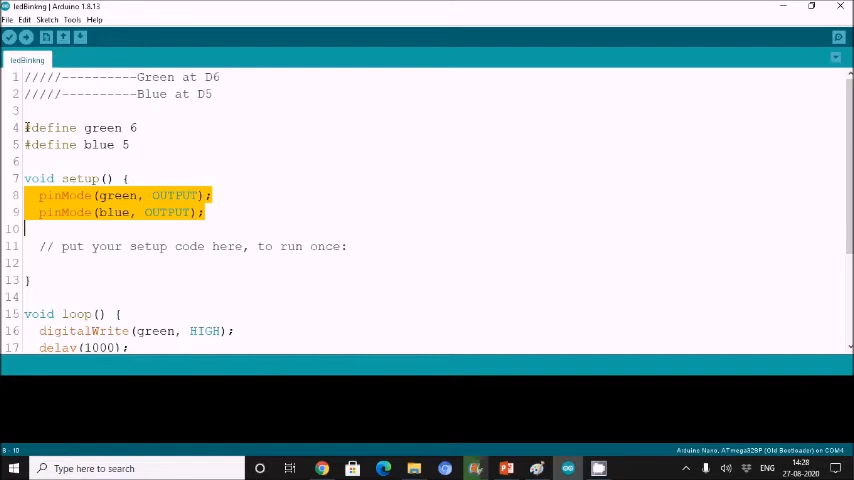 ledBinkng | Arduino 1.8.13
File Edit Sketch Tools Help
ledBinkng
1 /////----------Green at D6
2 /////----------Blue at D5
3
4 #define green 6
5 #define blue 5
6
7 void setup() {
8 pinMode(green, OUTPUT);
9 pinMode(blue, OUTPUT);
10
11 // put your setup code here, to run once:
12
13 }
14
15 void loop() {
16 digitalWrite(green, HIGH);
17 delay(1000);
8 - 10
Arduino Nano, ATmega328P (Old Bootloader) on COM4
Type here to search
ENG
14:28
27-08-2020